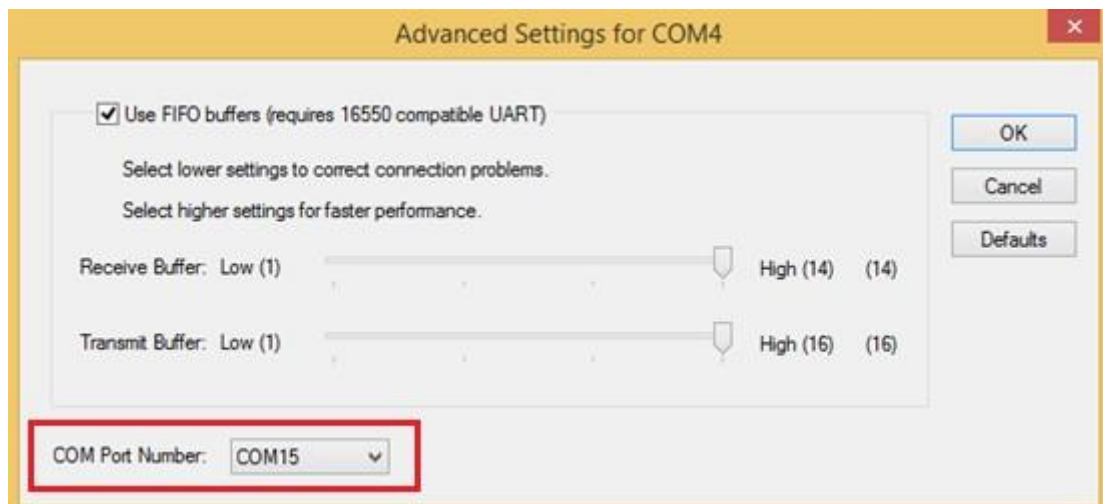 Advanced Settings for COM4
Use FIFO buffers (requires 16550 compatible UART)
OK
Select lower settings to correct connection problems.
Cancel
Select higher settings for faster performance.
Defaults
Receive Buffer: Low (1) High (14) (14)
Transmit Buffer: Low (1) High (16) (16)
COM Port Number: COM15